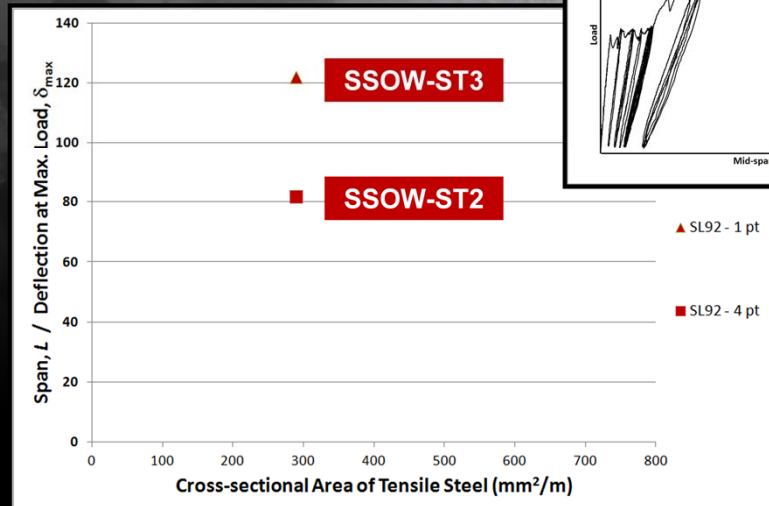 Load
Mid-spa
Span, L / Deflection at Max. Load, δmax
140
120
100
80
60
40
20
0
SSOW-ST3
SSOW-ST2
SL92 - 1 pt
SL92 - 4 pt
0 100 200 300 400 500 600 700 800
Cross-sectional Area of Tensile Steel (mm²/m)